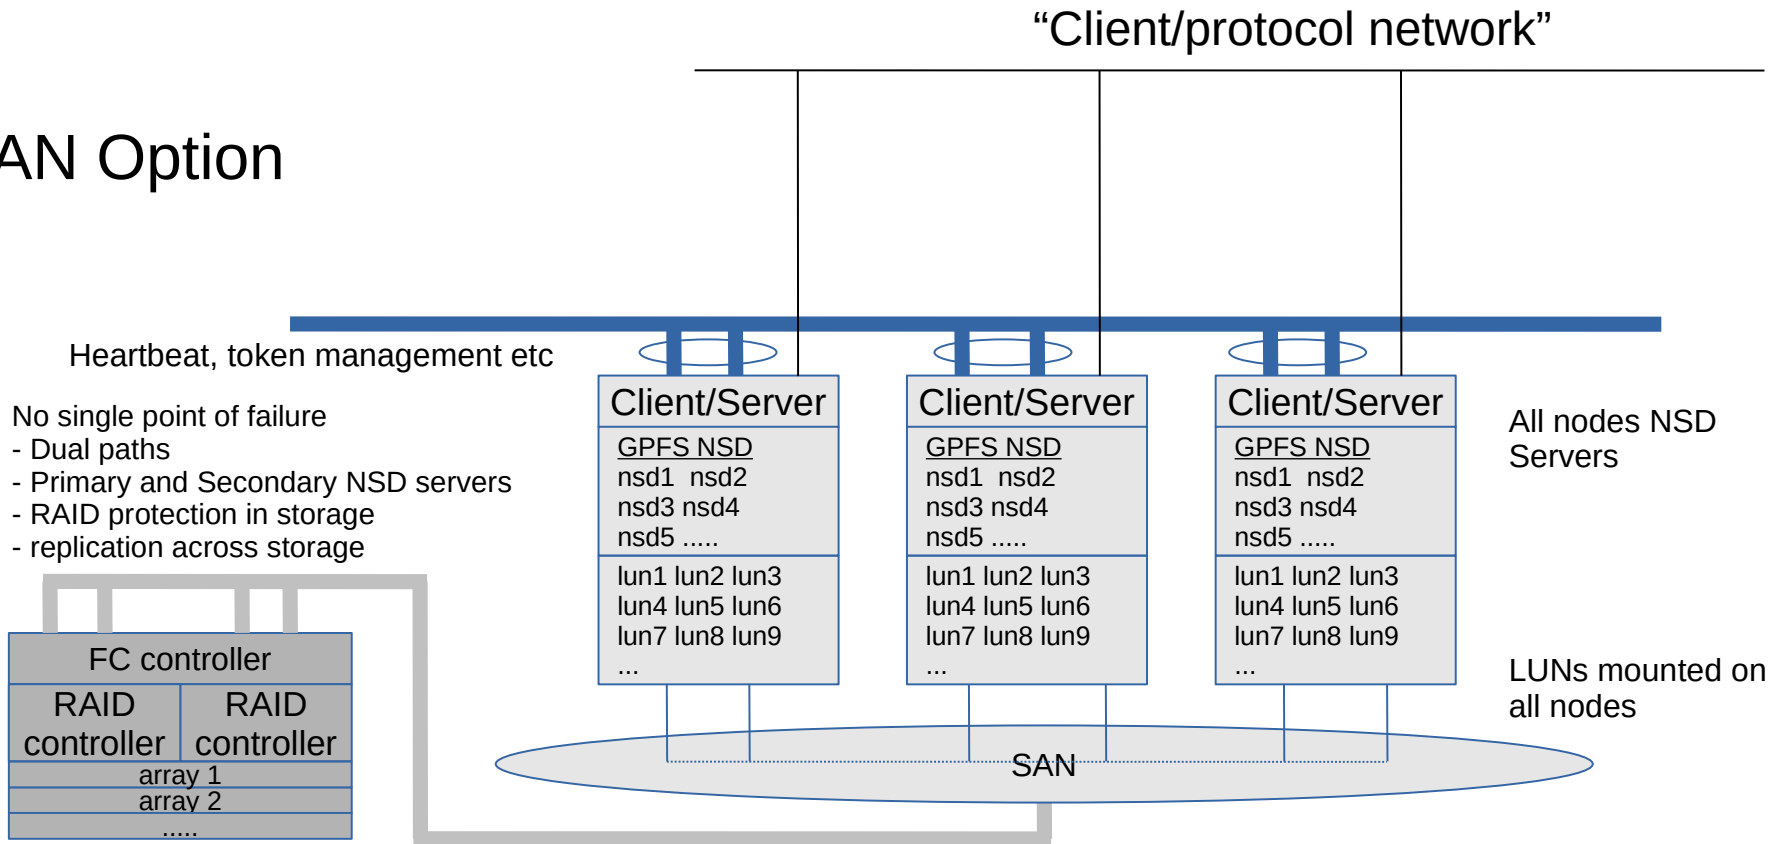 “Client/protocol network”
AN Option
Heartbeat, token management etc
No single point of failure
- Dual paths
- Primary and Secondary NSD servers
- RAID protection in storage
- replication across storage
Client/Server
GPFS NSD
nsd1 nsd2
nsd3 nsd4
nsd5 .....
lun1 lun2 lun3
lun4 lun5 lun6
lun7 lun8 lun9
...
Client/Server
GPFS NSD
nsd1 nsd2
nsd3 nsd4
nsd5 .....
lun1 lun2 lun3
lun4 lun5 lun6
lun7 lun8 lun9
...
Client/Server
GPFS NSD
nsd1 nsd2
nsd3 nsd4
nsd5 .....
lun1 lun2 lun3
lun4 lun5 lun6
lun7 lun8 lun9
...
All nodes NSD
Servers
LUNs mounted on
all nodes
FC controller
RAID
controller
RAID
controller
array 1
array 2
.....
SAN